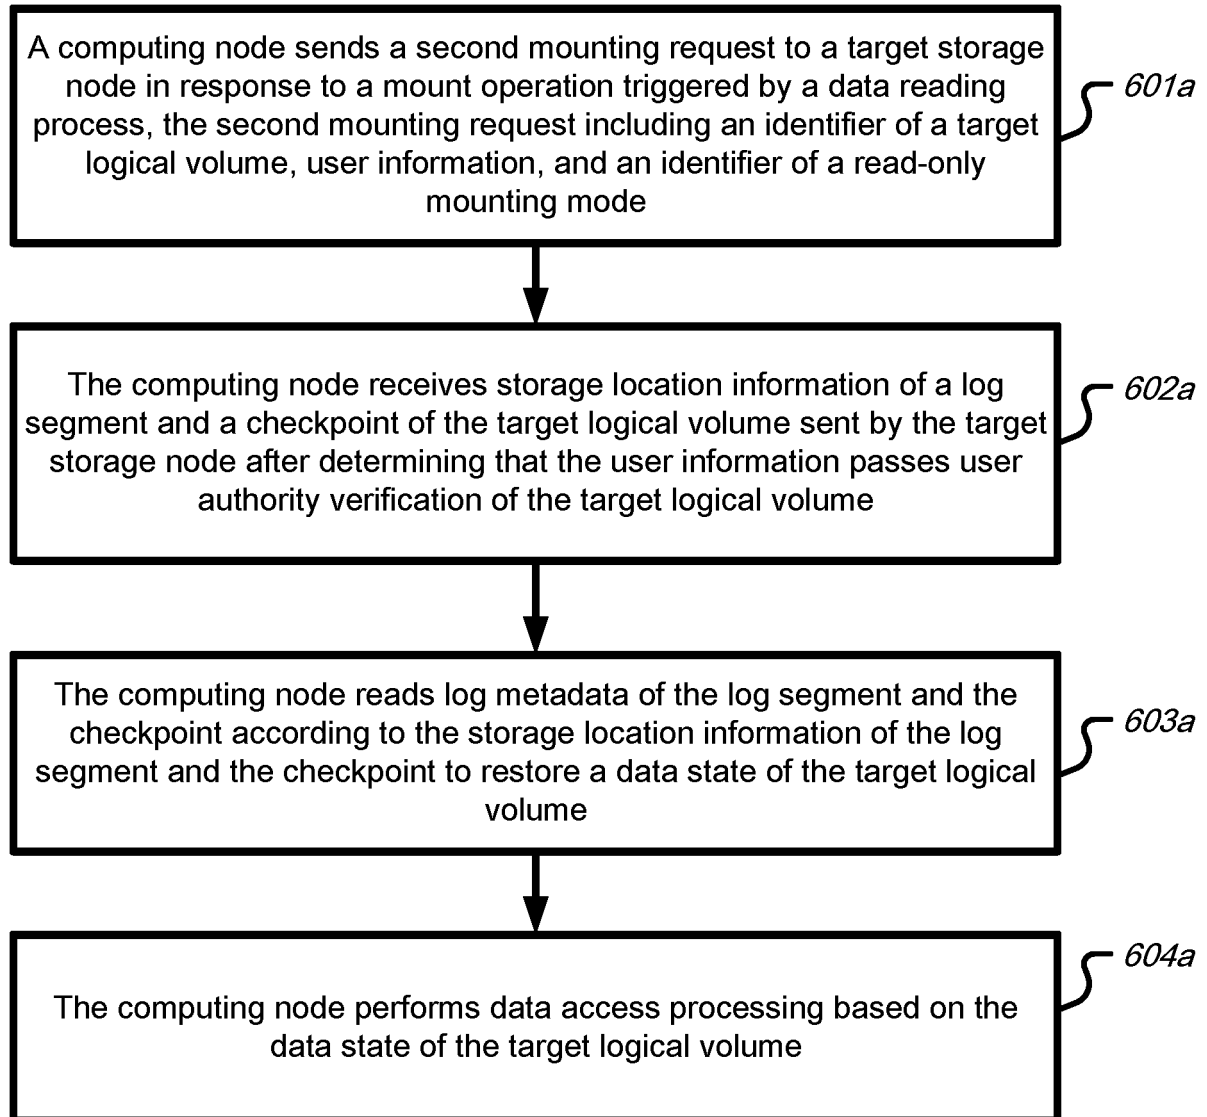 A computing node sends a second mounting request to a target storage
node in response to a mount operation triggered by a data reading
process, the second mounting request including an identifier of a target
logical volume, user information, and an identifier of a read-only
mounting mode
601a
The computing node receives storage location information of a log
segment and a checkpoint of the target logical volume sent by the target
storage node after determining that the user information passes user
authority verification of the target logical volume
602a
The computing node reads log metadata of the log segment and the
checkpoint according to the storage location information of the log
segment and the checkpoint to restore a data state of the target logical
volume
603a
The computing node performs data access processing based on the
data state of the target logical volume
604a